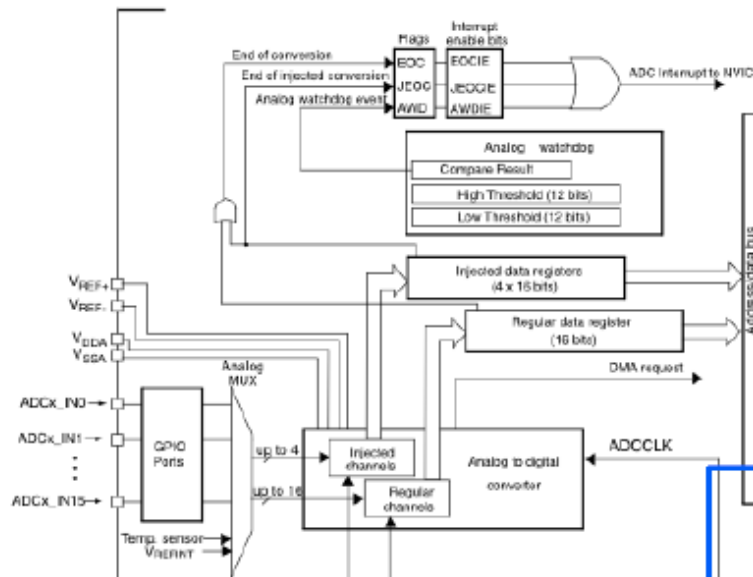 Flags
Interrupt
enable bits
End of conversion
EOC
EOCIE
End of injected conversion
JEOC
JEOCIE
ADC Interrupt to NVIC
Analog watchdog event
AWD
AWDIE
Analog watchdog
Compare Result
High Threshold (12 bits)
Low Threshold (12 bits)
Address/data bus
VREF+
Injected data registers
(4 x 16 bits)
VREF-
Regular data register
(16 bits)
VDDA
VSSA
Analog
MUX
DMA request
ADCx_IN0
ADCx_IN1
GPIO
Ports
up to 4
Injected
channels
Analog to digital
converter
ADCCLK
up to 16
Regular
channels
ADCx_IN15
Temp. sensor
VREFINT